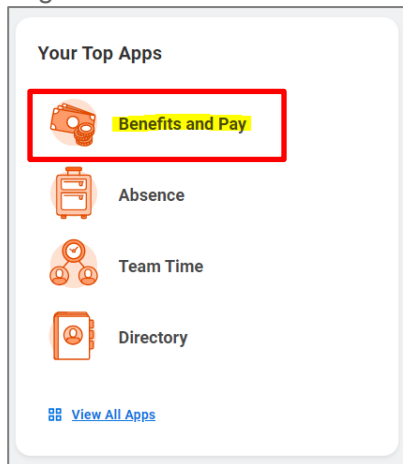 Your Top Apps
Benefits and Pay
Absence
Team Time
Directory
View All Apps